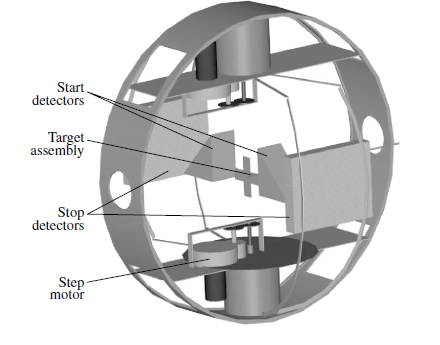 Start
detectors
Target
assembly
Stop
detectors
Step
motor